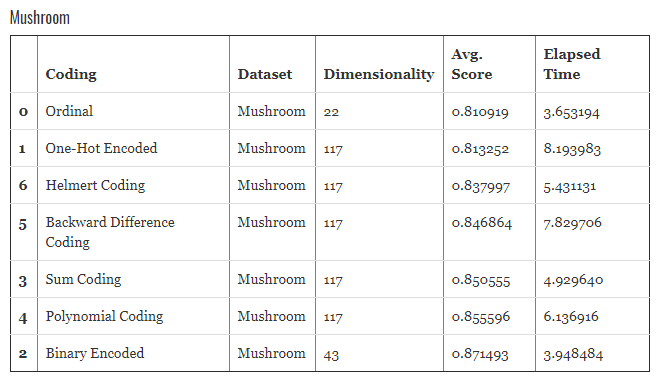 Mushroom
Coding Dataset Dimensionality Avg. Score Elapsed Time
0 Ordinal Mushroom 22 0.810919 3.653194
1 One-Hot Encoded Mushroom 117 0.813252 8.193983
6 Helmert Coding Mushroom 117 0.837997 5.431131
5 Backward Difference Coding Mushroom 117 0.846864 7.829706
3 Sum Coding Mushroom 117 0.850555 4.929640
4 Polynomial Coding Mushroom 117 0.855596 6.136916
2 Binary Encoded Mushroom 43 0.871493 3.948484